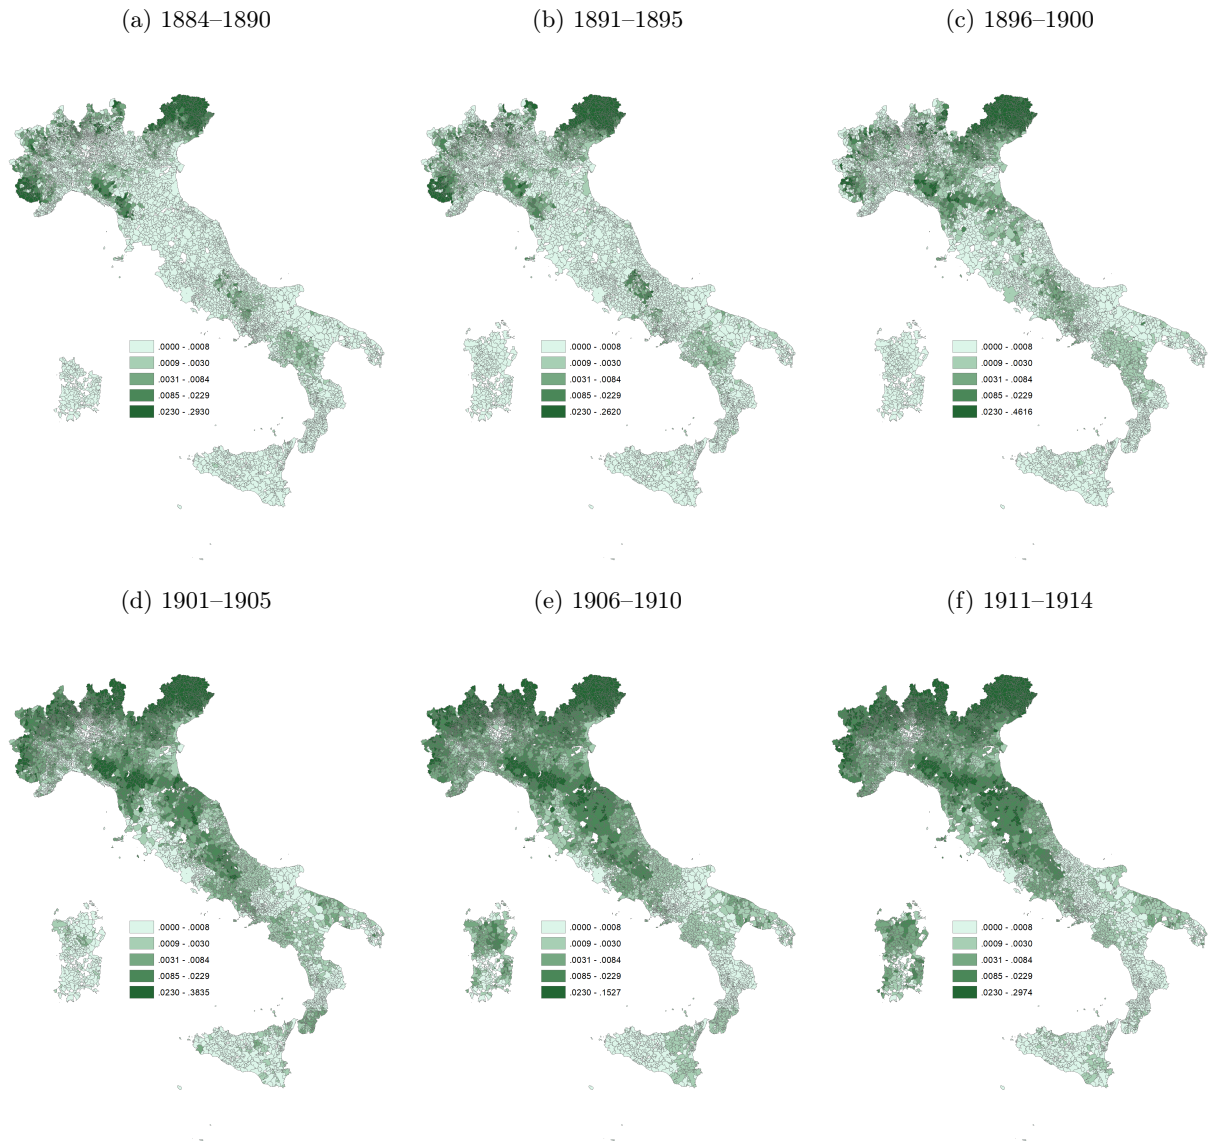 (a) 1884–1890
(b) 1891–1895
(c) 1896–1900
.0000 - .0008
.0009 - .0030
.0031 - .0084
.0085 - .0229
.0230 - .2930
.0000 - .0008
.0009 - .0030
.0031 - .0084
.0085 - .0229
.0230 - .2620
.0000 - .0008
.0009 - .0030
.0031 - .0084
.0085 - .0229
.0230 - .4616
(d) 1901–1905
(e) 1906–1910
(f) 1911–1914
.0000 - .0008
.0009 - .0030
.0031 - .0084
.0085 - .0229
.0230 - .3835
.0000 - .0008
.0009 - .0030
.0031 - .0084
.0085 - .0229
.0230 - .1527
.0000 - .0008
.0009 - .0030
.0031 - .0084
.0085 - .0229
.0230 - .2974